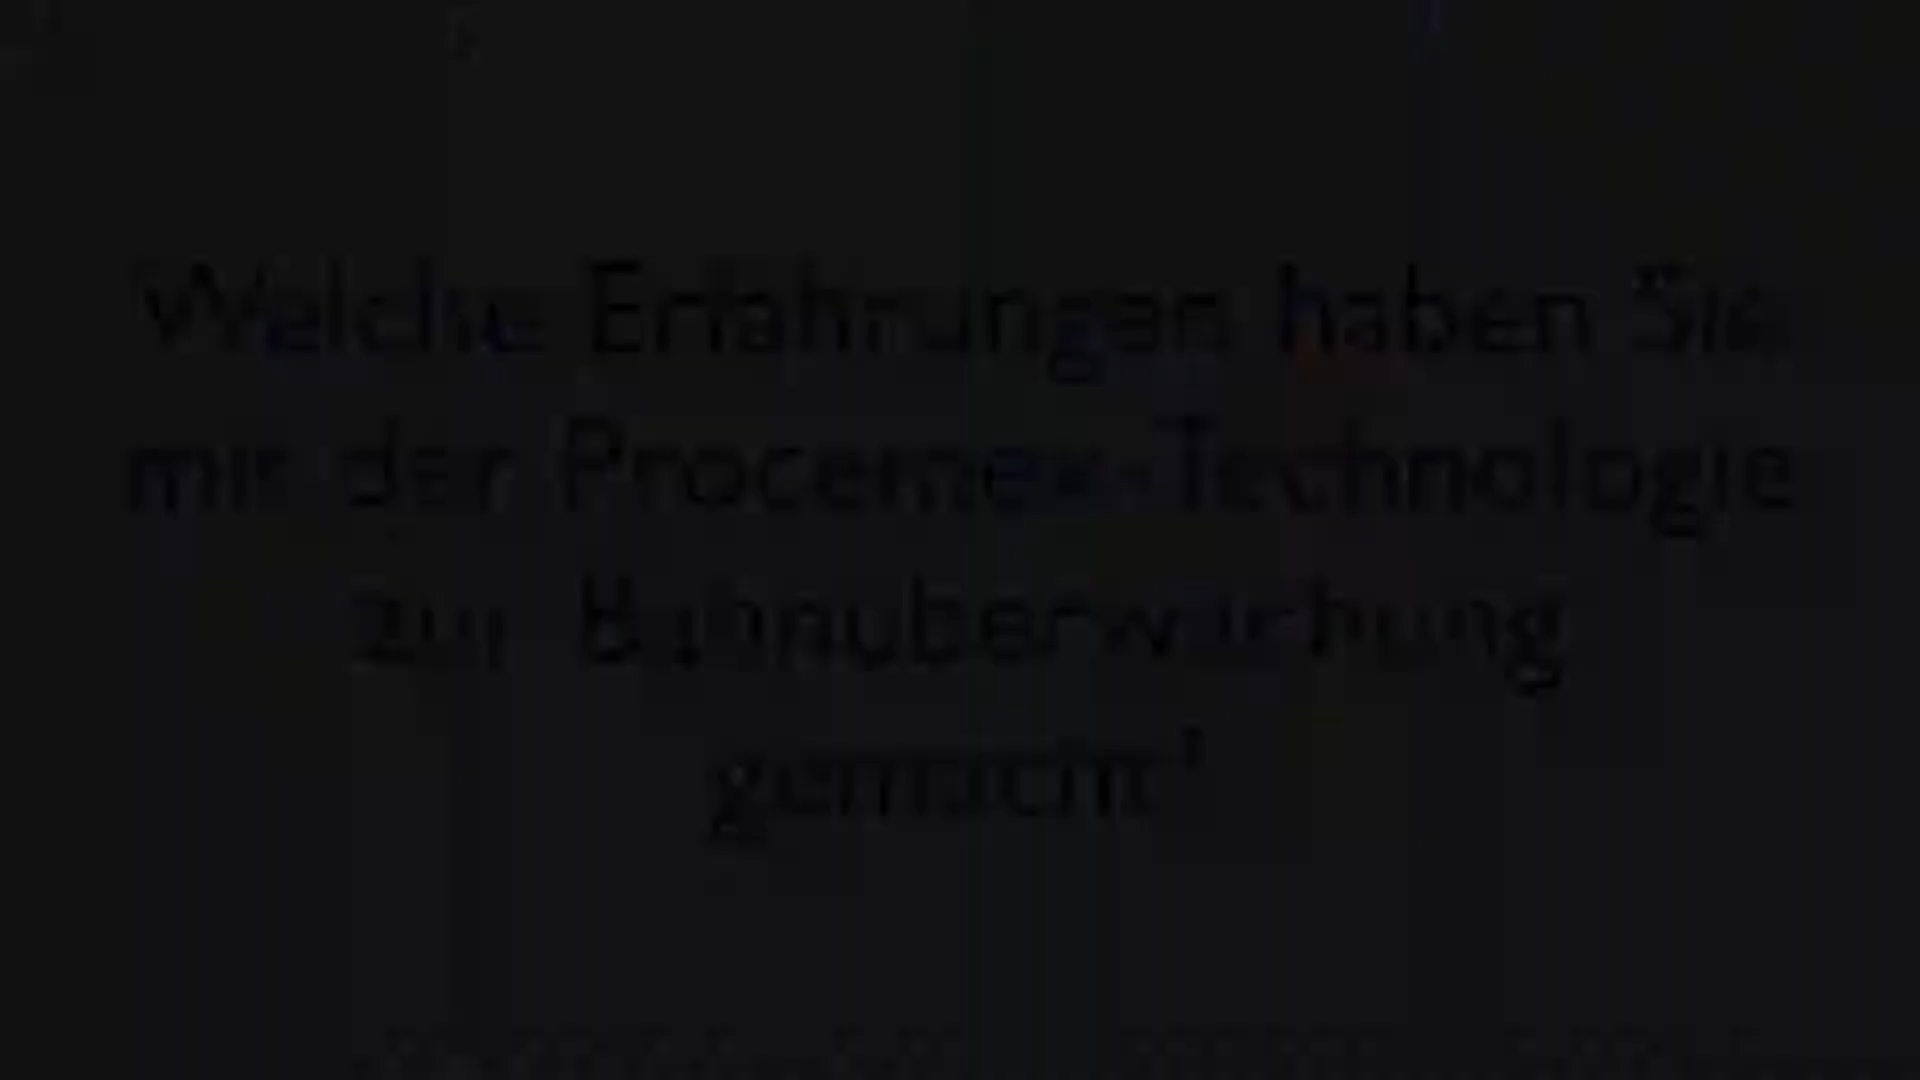 Welche Erfahrungen haben Sie
mit der Procemex-Technologie
zur Bahnüberwachung
gemacht?